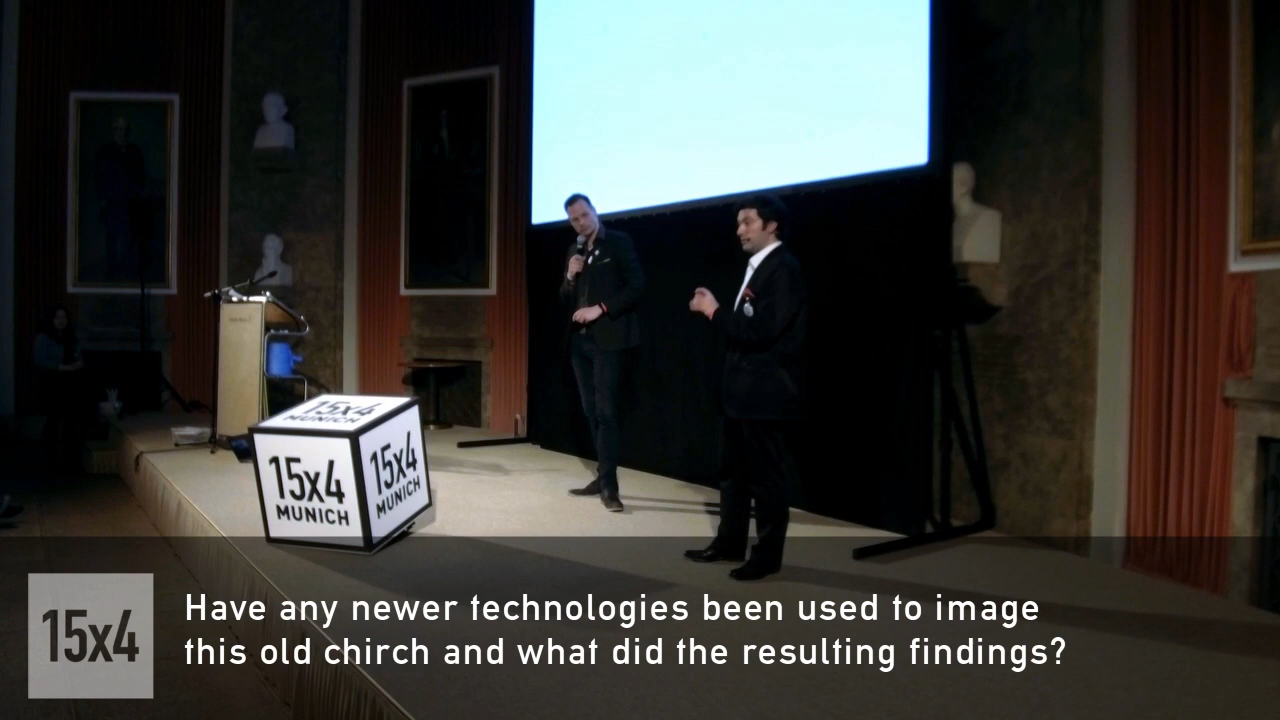 15x4
MUNICH
15x4
MUNICH
15x4
MUNICH
15x4
Have any newer technologies been used to image
this old chirch and what did the resulting findings?